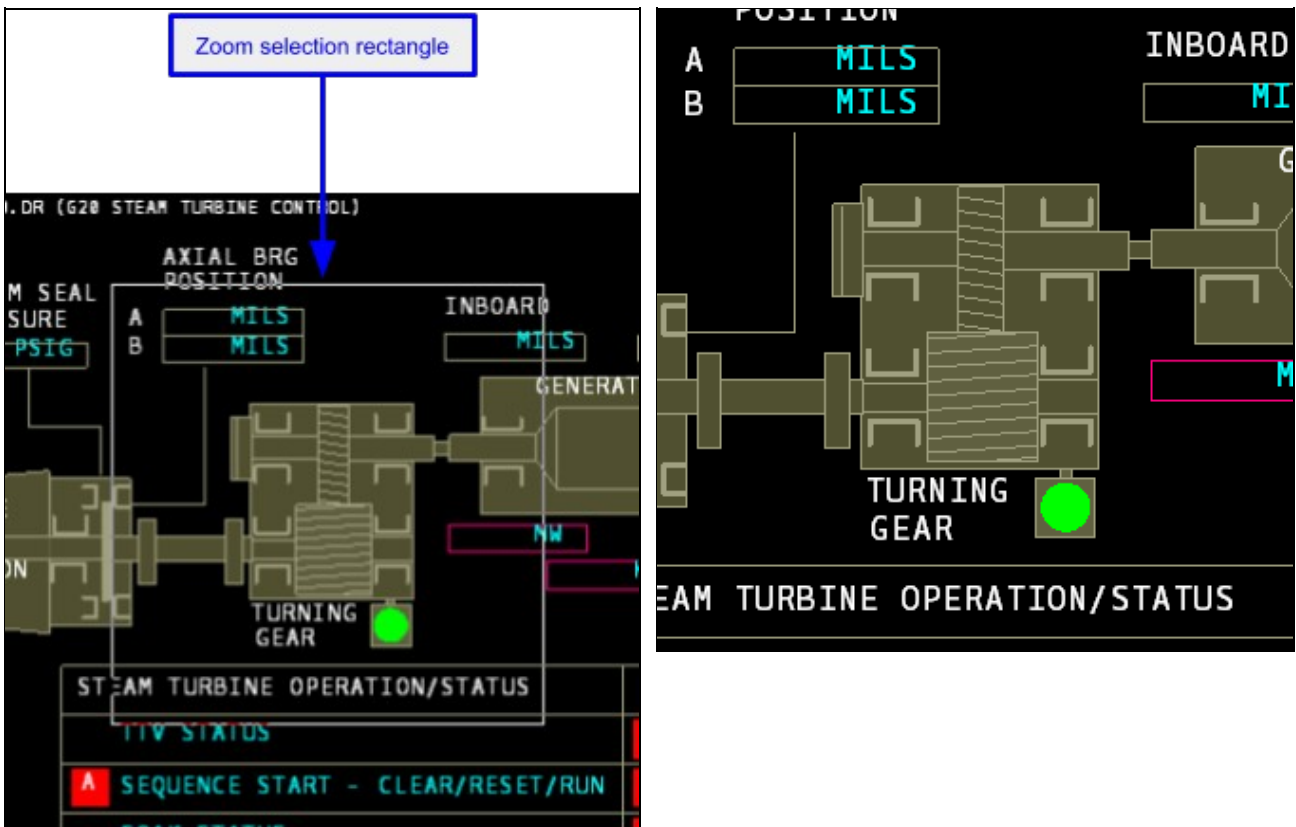 Zoom selection rectangle
.DR (G20 STEAM TURBINE CONTROL)
AXIAL BRG
POSITION
M SEAL
SURE
PSIG
A MILS
B MILS
INBOARD
MILS
GENERAT
MW
ON
TURNING
GEAR
STEAM TURBINE OPERATION/STATUS
TTV STATUS
A SEQUENCE START - CLEAR/RESET/RUN
POSITION
A MILS
B MILS
INBOARD
MI
G
M
TURNING
GEAR
EAM TURBINE OPERATION/STATUS